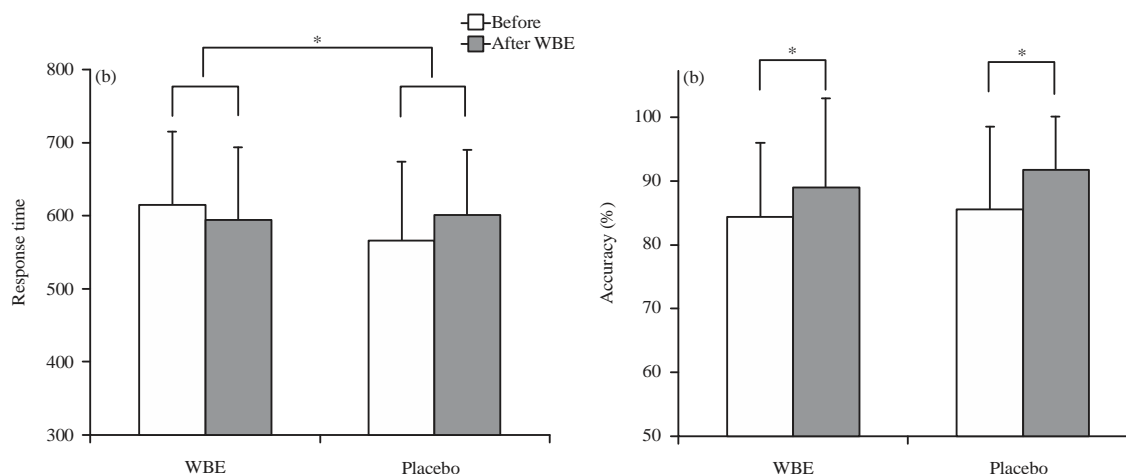 Before
After WBE
*
(b)
800
700
600
500
400
300
Response time
WBE
Placebo
*
*
(b)
100
90
80
70
60
50
Accuracy (%)
WBE
Placebo